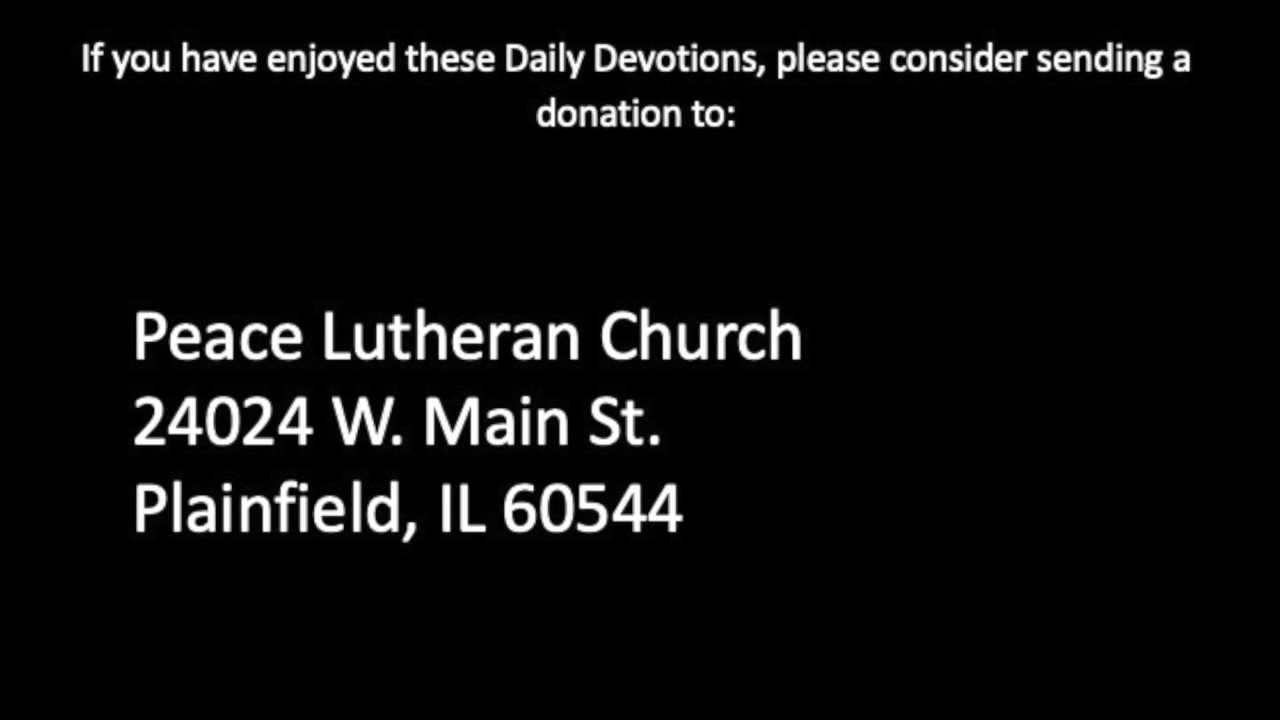 If you have enjoyed these Daily Devotions, please consider sending a
donation to:
Peace Lutheran Church
24024 W. Main St.
Plainfield, IL 60544